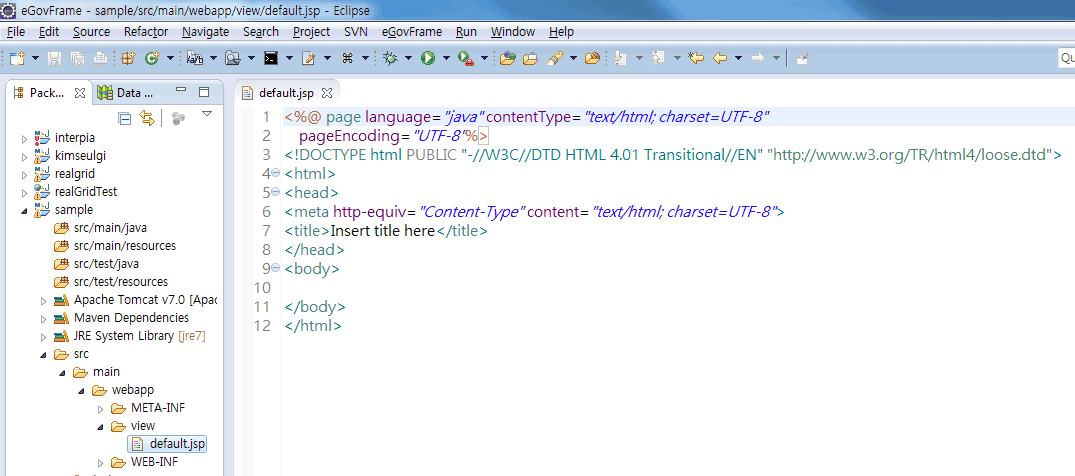 eGovFrame - sample/src/main/webapp/view/default.jsp - Eclipse
File Edit Source Refactor Navigate Search Project SVN eGovFrame Run Window Help
Qu
Pack... Data ...
interpia
kimseulgi
realgrid
realGridTest
sample
src/main/java
src/main/resources
src/test/java
src/test/resources
Apache Tomcat v7.0 [Apac
Maven Dependencies
JRE System Library [jre7]
src
main
webapp
META-INF
view
default.jsp
WEB-INF
default.jsp
1 <%@ page language="java" contentType="text/html; charset=UTF-8"
2 pageEncoding="UTF-8"%>
3 <!DOCTYPE html PUBLIC "-//W3C//DTD HTML 4.01 Transitional//EN" "http://www.w3.org/TR/html4/loose.dtd">
4 <html>
5 <head>
6 <meta http-equiv="Content-Type" content="text/html; charset=UTF-8">
7 <title>Insert title here</title>
8 </head>
9 <body>
10
11 </body>
12 </html>